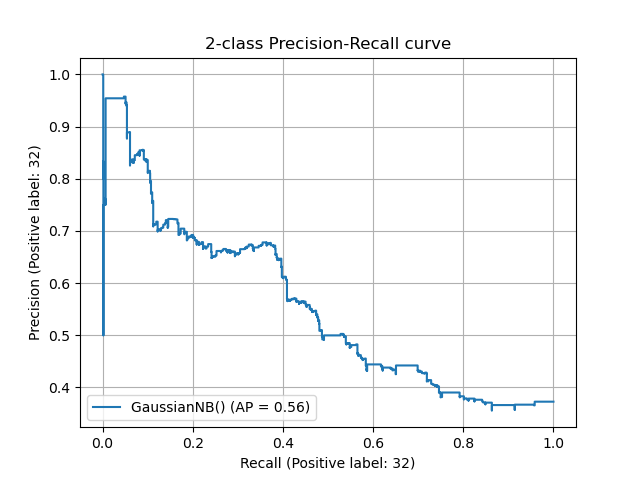 2-class Precision-Recall curve
1.0
0.9
0.8
0.7
0.6
0.5
0.4
Precision (Positive label: 32)
GaussianNB() (AP = 0.56)
0.0 0.2 0.4 0.6 0.8 1.0
Recall (Positive label: 32)